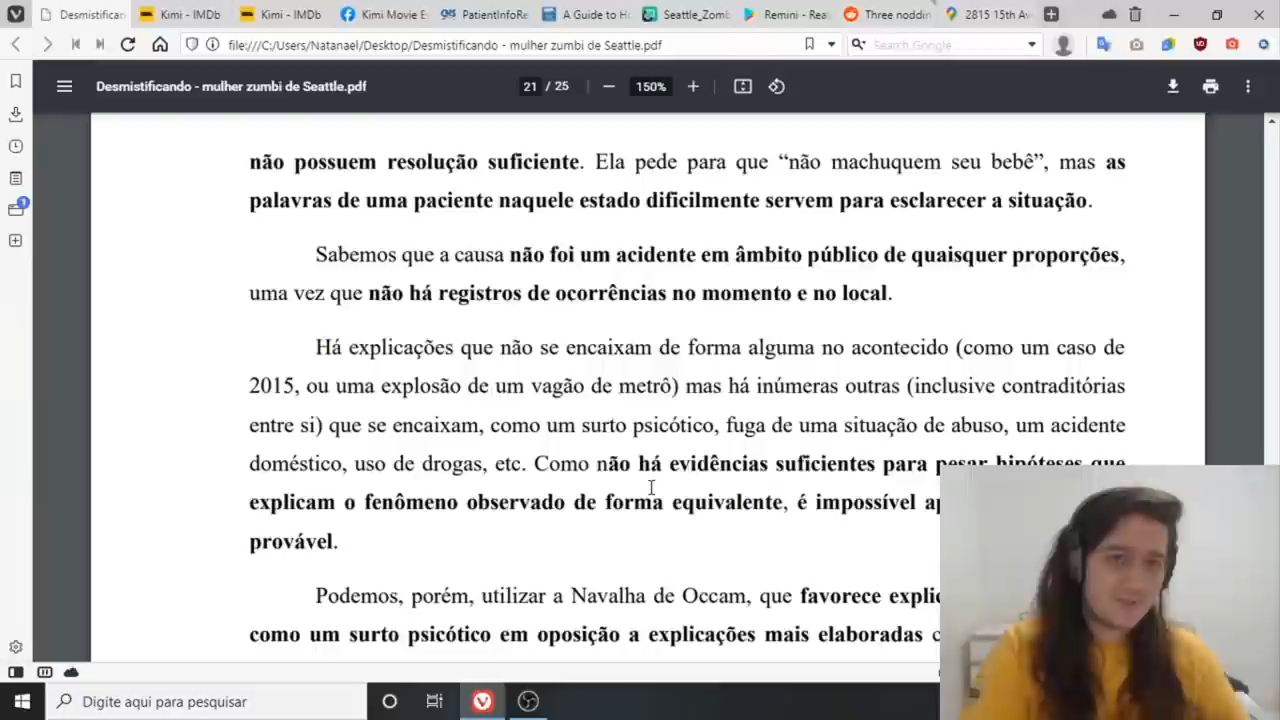 Desmistificand
Kimi - IMDb
Kimi - IMDb
Kimi Movie E
PatientInfoRe
A Guide to H
Seattle_Zomb
Remini - Rea
Three noddin
2815 15th Av
file:///C:/Users/Natanael/Desktop/Desmistificando - mulher zumbi de Seattle.pdf
Search Google
Desmistificando - mulher zumbi de Seattle.pdf
21 / 25
150%
não possuem resolução suficiente. Ela pede para que “não machuquem seu bebê”, mas as
palavras de uma paciente naquele estado dificilmente servem para esclarecer a situação.
Sabemos que a causa não foi um acidente em âmbito público de quaisquer proporções,
uma vez que não há registros de ocorrências no momento e no local.
Há explicações que não se encaixam de forma alguma no acontecido (como um caso de
2015, ou uma explosão de um vagão de metrô) mas há inúmeras outras (inclusive contraditórias
entre si) que se encaixam, como um surto psicótico, fuga de uma situação de abuso, um acidente
doméstico, uso de drogas, etc. Como não há evidências suficientes para pesar hipóteses que
explicam o fenômeno observado de forma equivalente, é impossível ap
provável.
Podemos, porém, utilizar a Navalha de Occam, que favorece explic
como um surto psicótico em oposição a explicações mais elaboradas c
1
Digite aqui para pesquisar